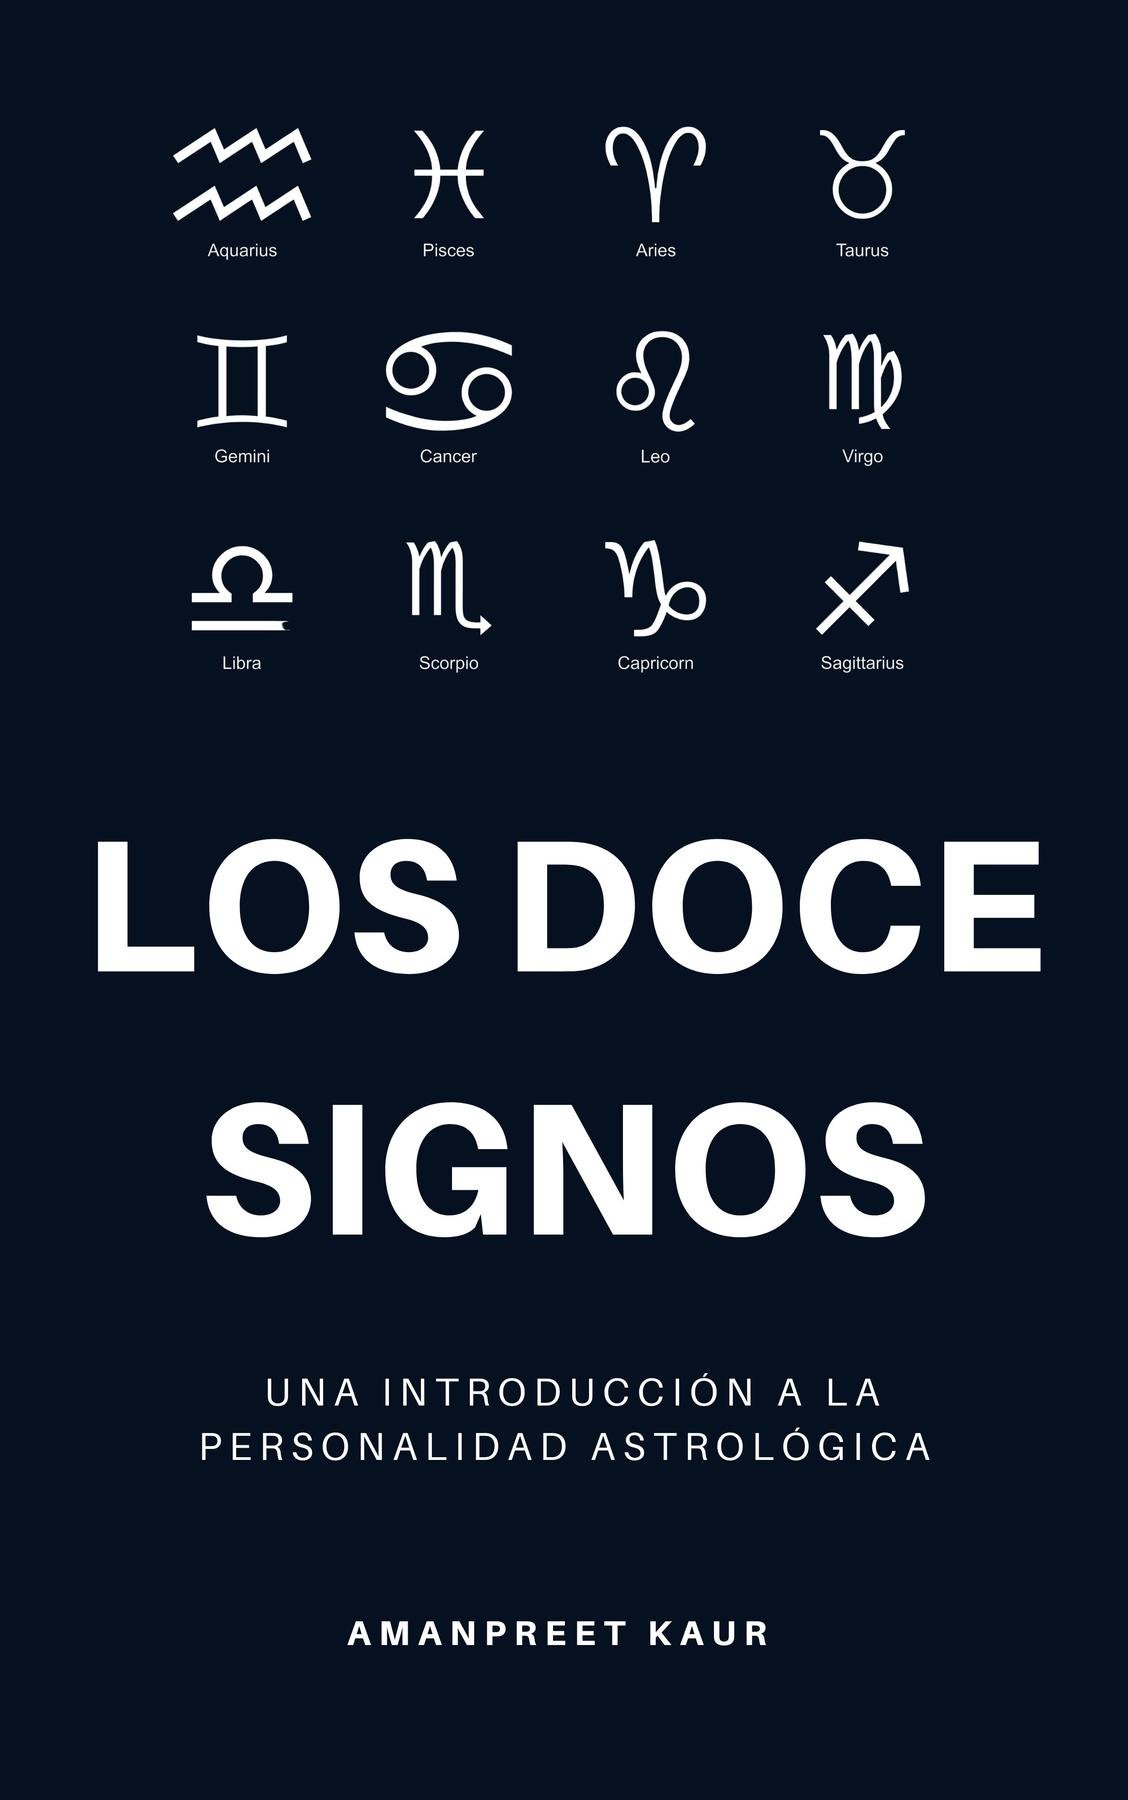 Aquarius Pisces Aries Taurus
Gemini Cancer Leo Virgo
Libra Scorpio Capricorn Sagittarius
LOS DOCE
SIGNOS
UNA INTRODUCCIÓN A LA
PERSONALIDAD ASTROLÓGICA
AMANPREET KAUR